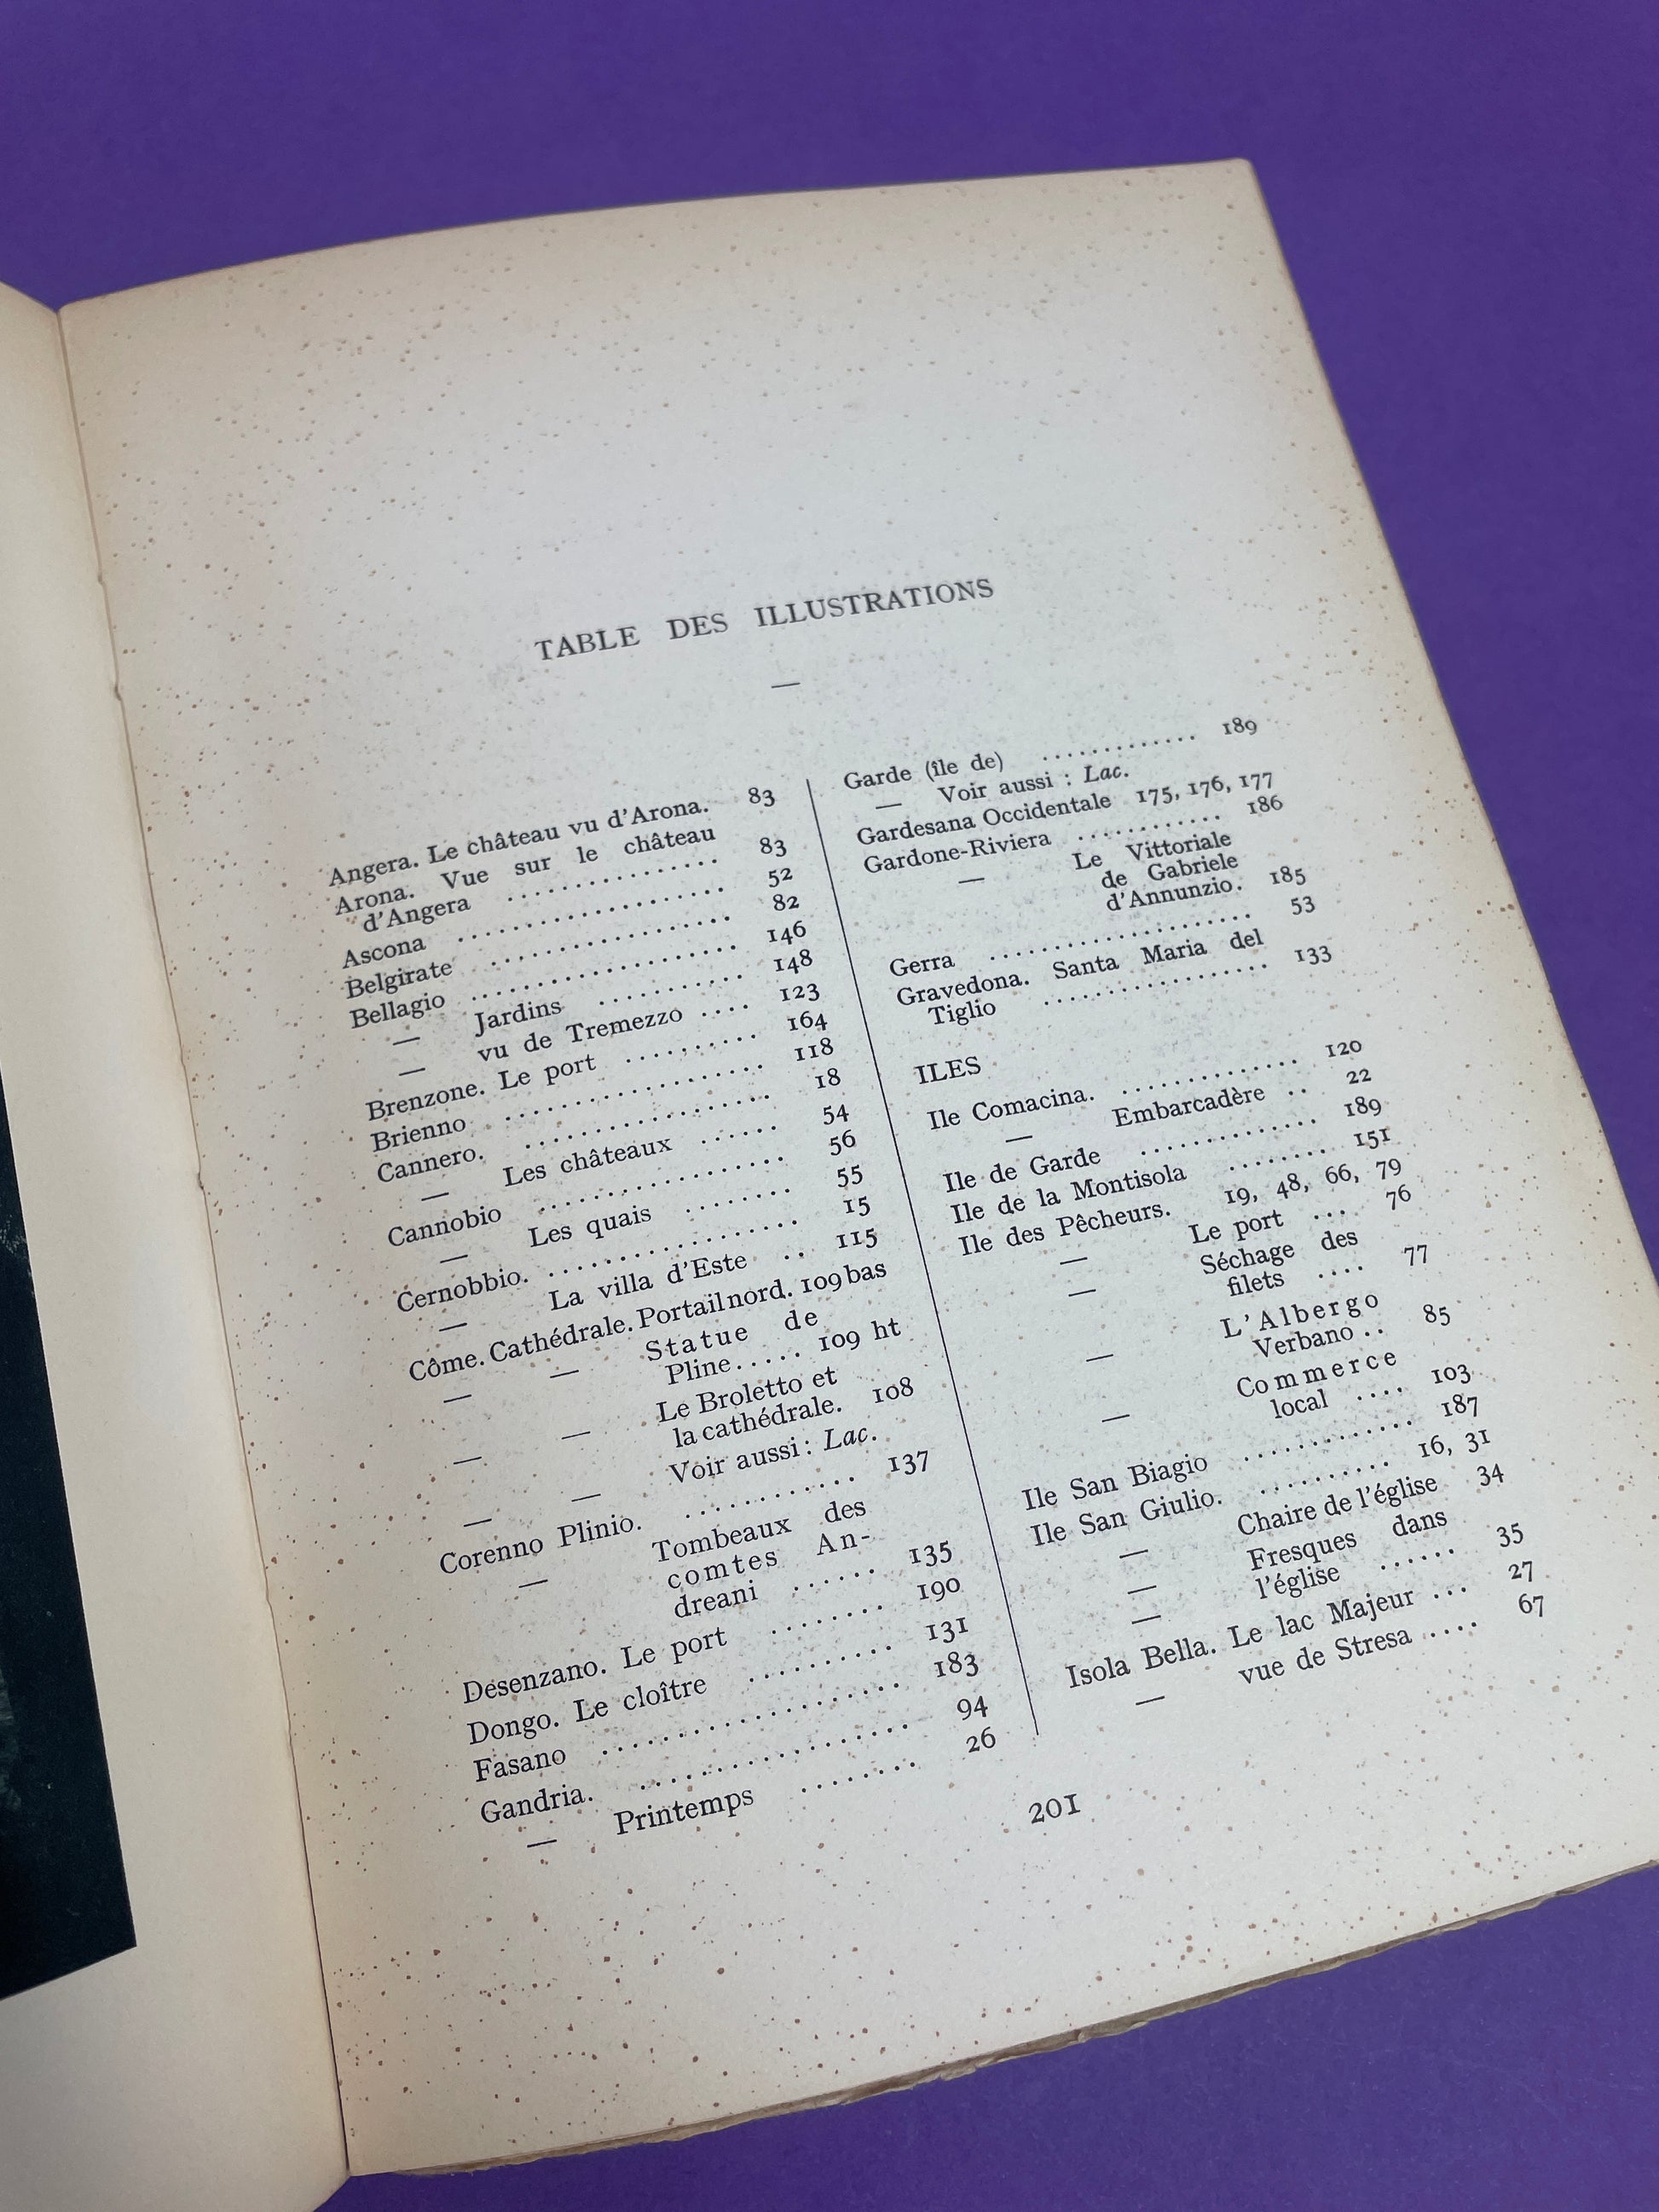 TABLE DES ILLUSTRATIONS
—
Angera. Le château vu d'Arona. 83
Arona. Vue sur le château
d'Angera ................ 83
Ascona .................... 52
Belgirate .................. 82
Bellagio .................... 146
— Jardins ........... 148
— vu de Tremezzo .... 123
Brenzone. Le port .......... 164
Brienno .................... 118
Cannero. ................... 18
— Les châteaux ...... 54
Cannobio ................... 56
— Les quais ........ 55
Cernobbio. .................. 15
— La villa d'Este .. 115
Côme. Cathédrale. Portail nord. 109 bas
— — Statue de
Pline..... 109 ht
— — Le Broletto et
la cathédrale. 108
— — Voir aussi : Lac.
Corenno Plinio. ........... 137
— Tombeaux des
comtes An-
dreani ...... 135
Desenzano. Le port ........ 190
Dongo. Le cloître .......... 131
Fasano ..................... 183
Gandria. .................... 94
— Printemps ........ 26
Garde (île de) ............. 189
— Voir aussi : Lac.
Gardesana Occidentale 175, 176, 177
Gardone-Riviera ............ 186
— Le Vittoriale
de Gabriele
d'Annunzio. 185
Gerra ...................... 53
Gravedona. Santa Maria del
Tiglio ................. 133
ILES
Ile Comacina. .............. 120
— Embarcadère .. 22
Ile de Garde .............. 189
Ile de la Montisola ........ 151
Ile des Pêcheurs. 19, 48, 66, 79
— Le port ... 76
— Séchage des
filets .... 77
— L'Albergo
Verbano .. 85
— Commerce
local .... 103
Ile San Biagio ............. 187
Ile San Giulio. .......... 16, 31
— Chaire de l'église 34
— Fresques dans
— l'église ...... 35
Isola Bella. Le lac Majeur ... 27
— vue de Stresa .... 67
201